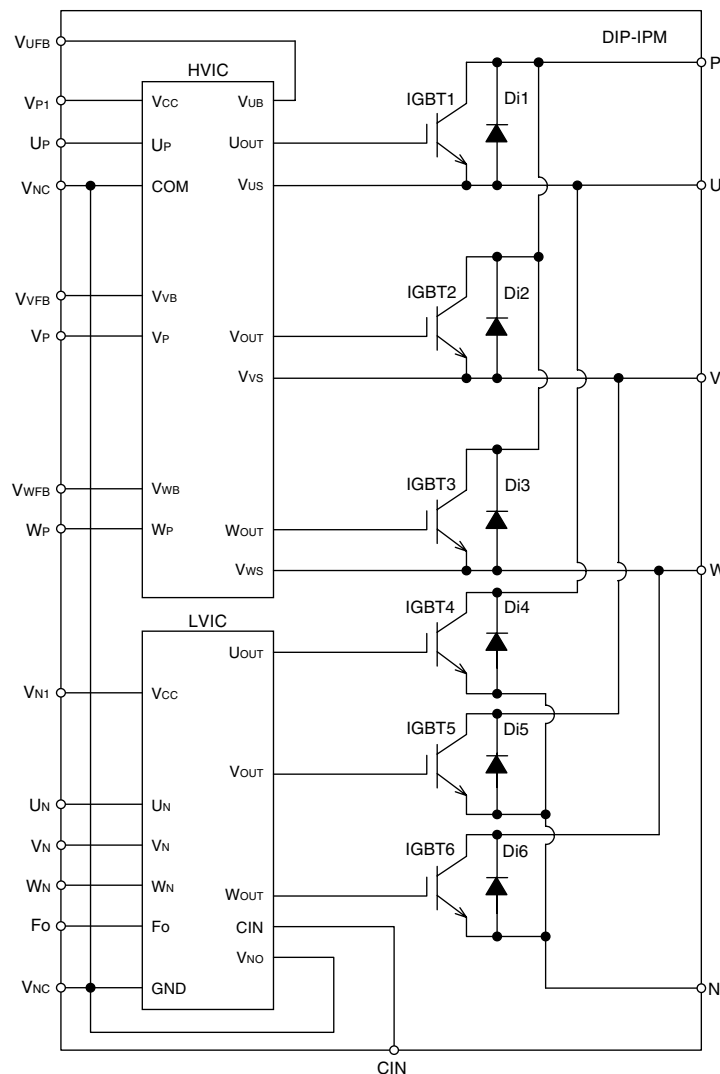 DIP-IPM
VUFB
P
HVIC
VP1
VCC
VUB
IGBT1
Di1
UP
UP
UOUT
VNC
COM
VUS
U
VVFB
VVB
IGBT2
Di2
VP
VP
VOUT
VVS
V
VWFB
VWB
IGBT3
Di3
WP
WP
WOUT
VWS
W
LVIC
IGBT4
Di4
UOUT
VN1
VCC
IGBT5
Di5
VOUT
UN
UN
VN
VN
IGBT6
Di6
WN
WN
WOUT
Fo
Fo
CIN
VNO
VNC
GND
N
CIN